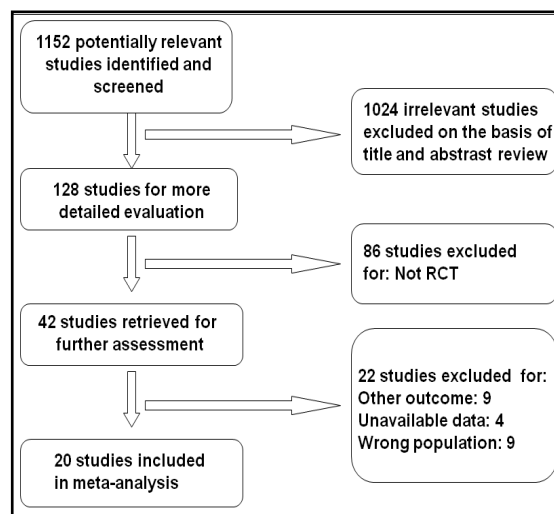 1152 potentially relevant
studies identified and
screened
1024 irrelevant studies
excluded on the basis of
title and abstrast review
128 studies for more
detailed evaluation
86 studies excluded
for: Not RCT
42 studies retrieved for
further assessment
22 studies excluded for:
Other outcome: 9
Unavailable data: 4
Wrong population: 9
20 studies included
in meta-analysis